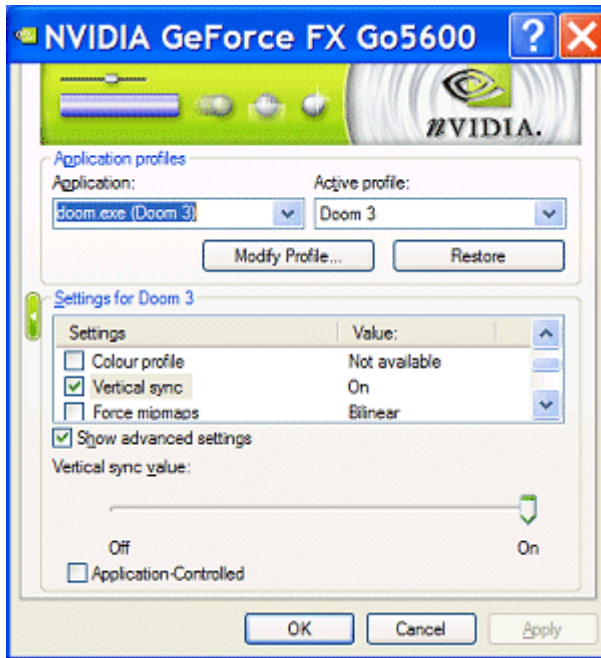 NVIDIA GeForce FX Go5600
nVIDIA.
Application profiles
Application: Active profile:
doom.exe (Doom 3) Doom 3
Modify Profile... Restore
Settings for Doom 3
Settings Value:
Colour profile Not available
Vertical sync On
Force mipmaps Bilinear
Show advanced settings
Vertical sync value:
Off On
Application-Controlled
OK Cancel Apply